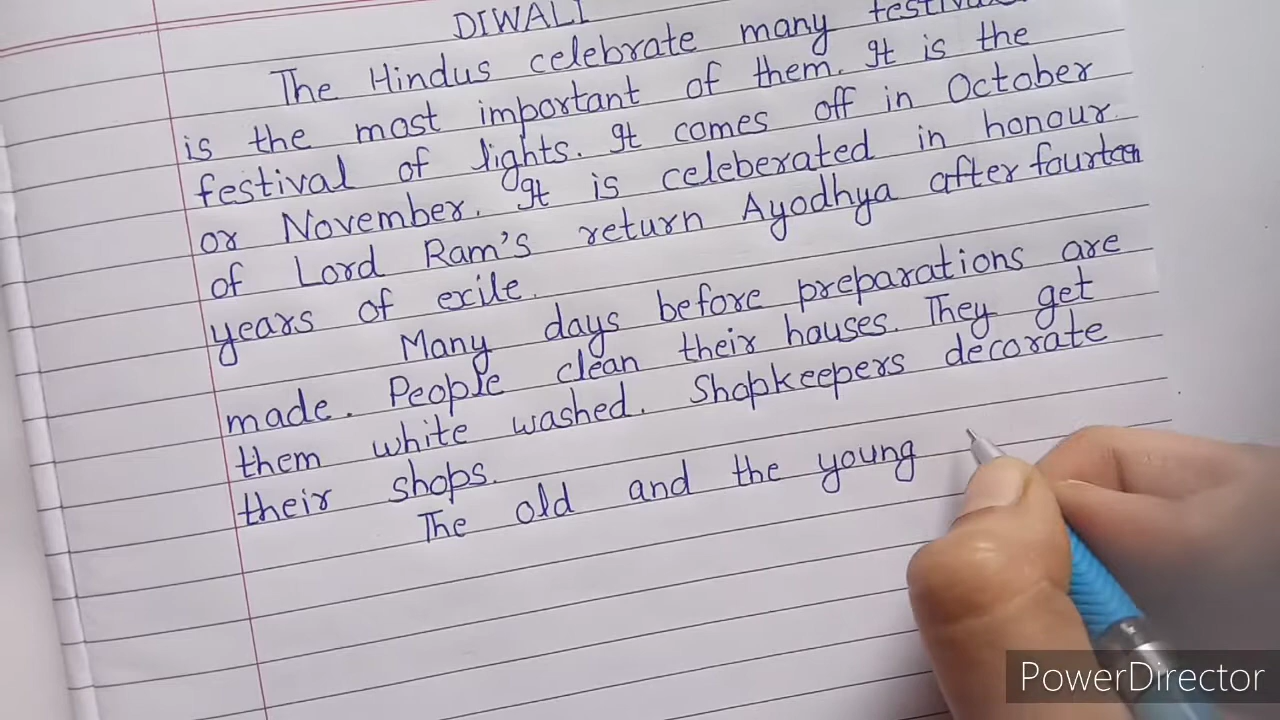 DIWALI
The Hindus celebrate many festivals
is the most important of them. It is the
festival of lights. It comes off in October
or November. It is celeberated in honour
of Lord Ram's return Ayodhya after fourteen
years of exile.
Many days before preparations are
made. People clean their houses. They get
them white washed. Shopkeepers decorate
their shops.
The old and the young
PowerDirector